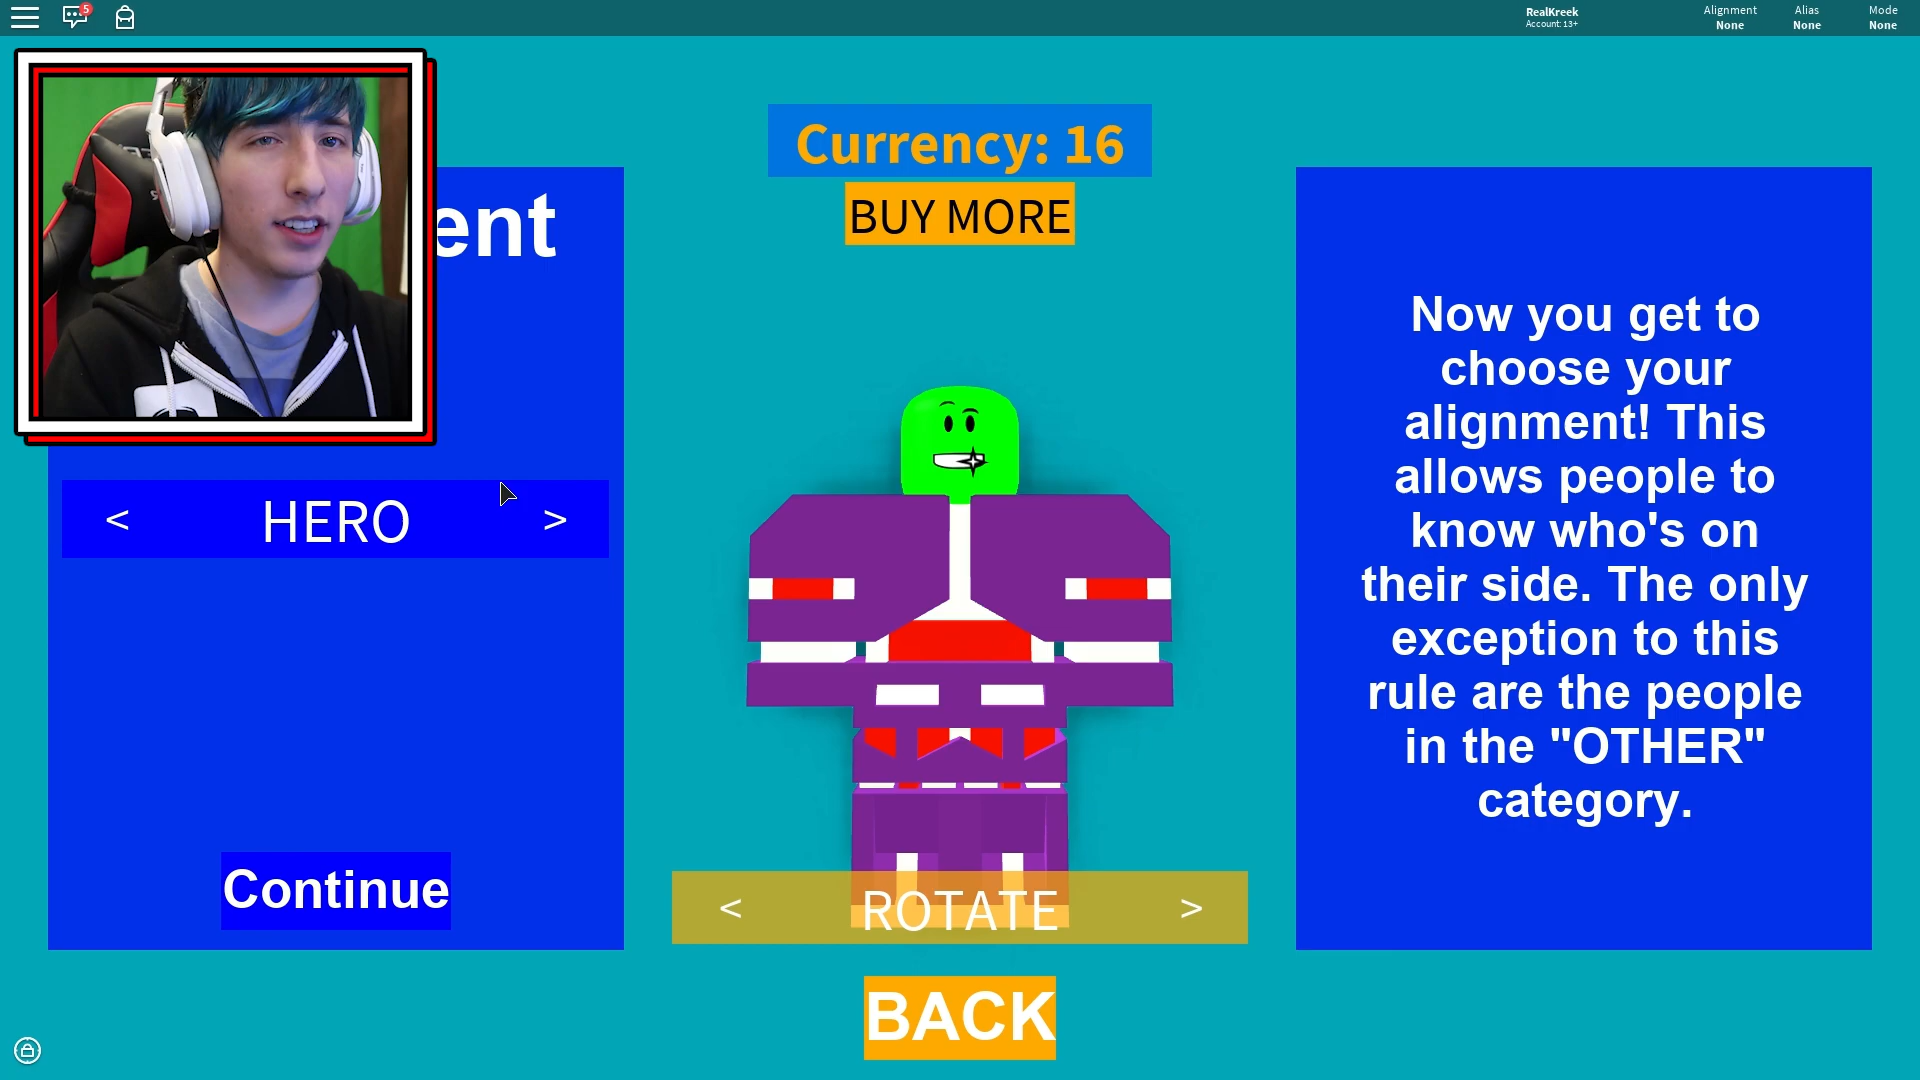 5
RealKreek
Account: 13+
Alignment
None
Alias
None
Mode
None
ent
Currency: 16
BUY MORE
< HERO >
Continue
Now you get to
choose your
alignment! This
allows people to
know who's on
their side. The only
exception to this
rule are the people
in the "OTHER"
category.
< ROTATE >
BACK